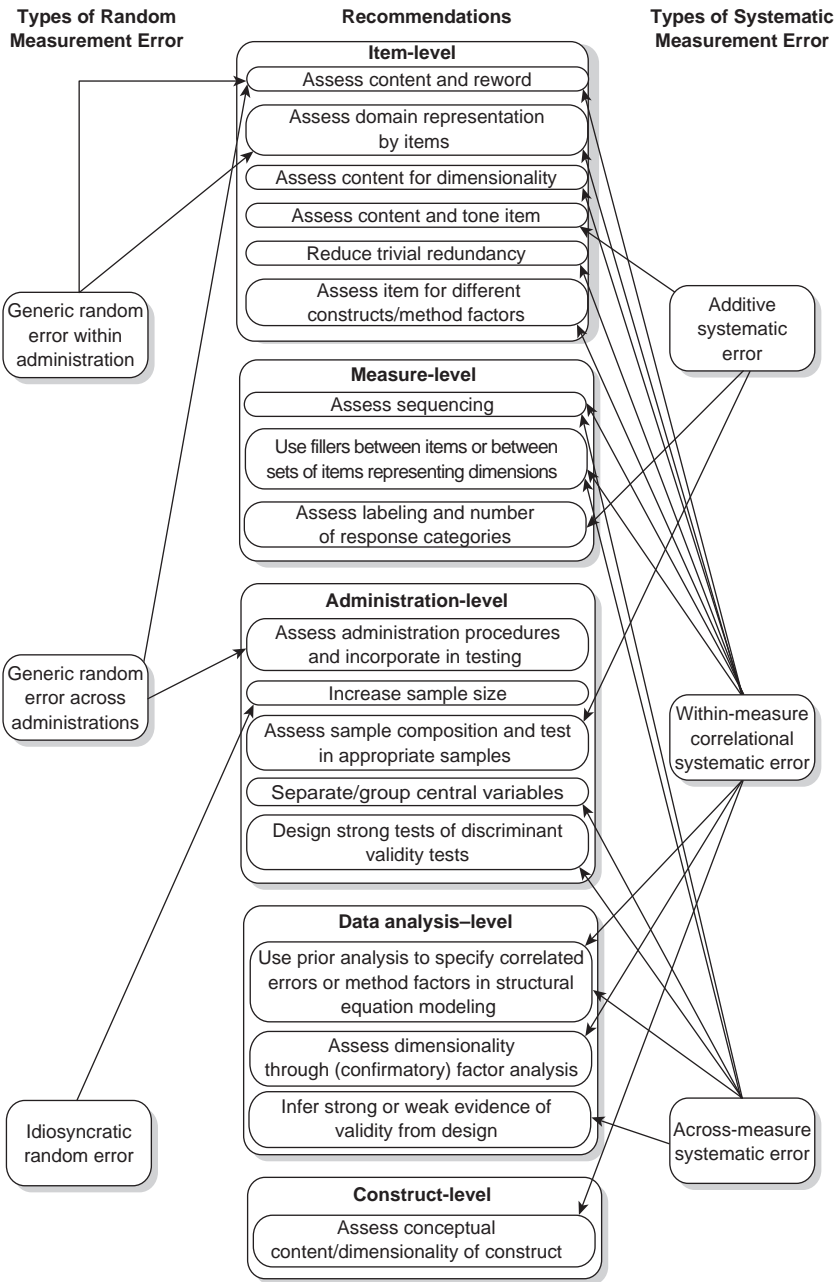 Types of Random
Measurement Error
Recommendations
Types of Systematic
Measurement Error
Item-level
Assess content and reword
Assess domain representation
by items
Assess content for dimensionality
Assess content and tone item
Reduce trivial redundancy
Assess item for different
constructs/method factors
Generic random
error within
administration
Additive
systematic
error
Measure-level
Assess sequencing
Use fillers between items or between
sets of items representing dimensions
Assess labeling and number
of response categories
Administration-level
Assess administration procedures
and incorporate in testing
Increase sample size
Assess sample composition and test
in appropriate samples
Separate/group central variables
Design strong tests of discriminant
validity tests
Generic random
error across
administrations
Within-measure
correlational
systematic error
Data analysis–level
Use prior analysis to specify correlated
errors or method factors in structural
equation modeling
Assess dimensionality
through (confirmatory) factor analysis
Infer strong or weak evidence of
validity from design
Idiosyncratic
random error
Across-measure
systematic error
Construct-level
Assess conceptual
content/dimensionality of construct